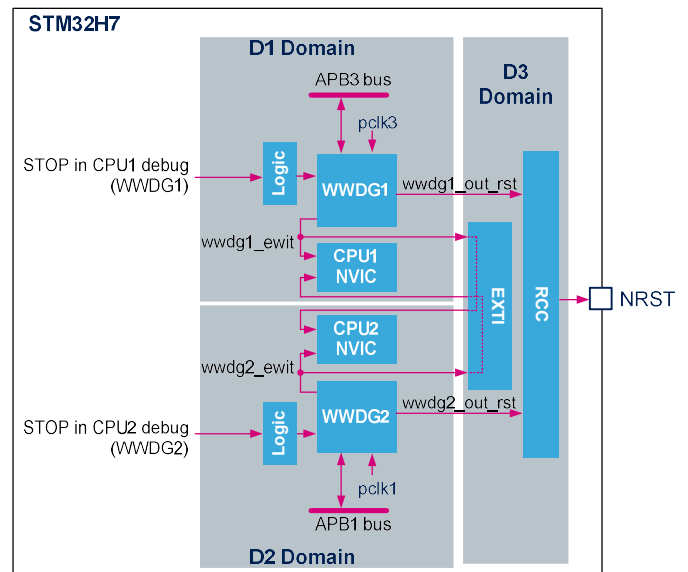 STM32H7
D1 Domain
D3
Domain
APB3 bus
pclk3
STOP in CPU1 debug
(WWDG1)
Logic
WWDG1
wwdg1_out_rst
wwdg1_ewit
CPU1
NVIC
EXTI
RCC
NRST
CPU2
NVIC
wwdg2_ewit
WWDG2
wwdg2_out_rst
STOP in CPU2 debug
(WWDG2)
Logic
pclk1
APB1 bus
D2 Domain